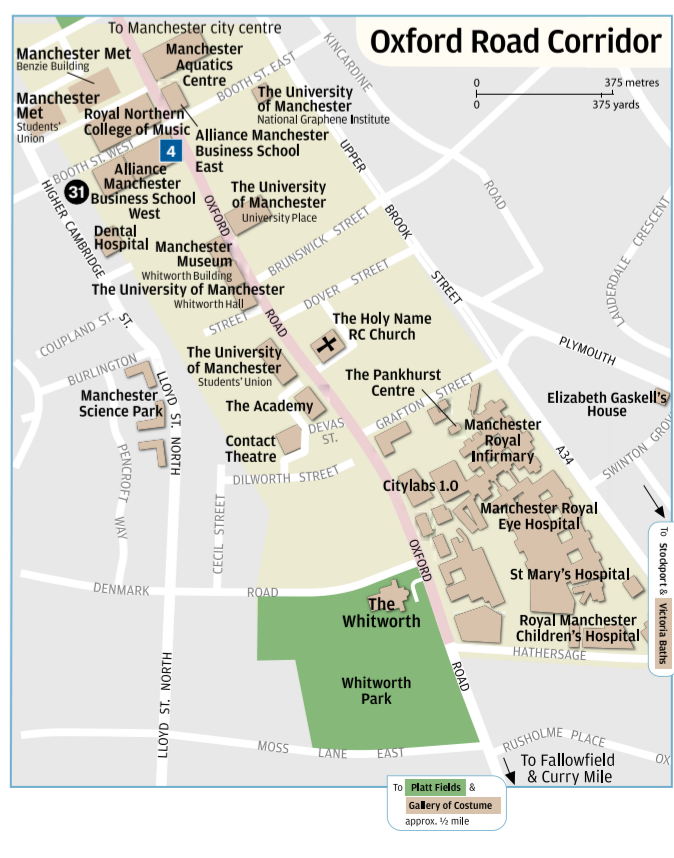 To Manchester city centre
Oxford Road Corridor
0 375 metres
0 375 yards
Manchester Met
Benzie Building
Manchester
Aquatics
Centre
BOOTH ST. EAST
KINCARDINE
ROAD
The University
of Manchester
National Graphene Institute
Manchester
Met
Students'
Union
Royal Northern
College of Music
Alliance Manchester
Business School
East
4
BOOTH ST. WEST
31
Alliance
Manchester
Business School
West
HIGHER CAMBRIDGE
ST.
The University
of Manchester
University Place
OXFORD
ROAD
UPPER
BROOK
STREET
Dental
Hospital
Manchester
Museum
Whitworth Building
The University of Manchester
Whitworth Hall
BRUNSWICK STREET
DOVER STREET
LAUDERDALE CRESCENT
COUPLAND ST.
STREET
The Holy Name
RC Church
PLYMOUTH
BURLINGTON
The University
of Manchester
Students' Union
The Pankhurst
Centre
Manchester
Science Park
LLOYD ST. NORTH
The Academy
GRAFTON STREET
Elizabeth Gaskell's
House
DEVAS
ST.
Contact
Theatre
Manchester
Royal
Infirmary
A34
SWINTON GROV
PENCROFT
WAY
DILWORTH STREET
CECIL STREET
Citylabs 1.0
Manchester Royal
Eye Hospital
To Stockport &
Victoria Baths
OXFORD
ROAD
DENMARK ROAD
St Mary's Hospital
The
Whitworth
Royal Manchester
Children's Hospital
HATHERSAGE
Whitworth
Park
LLOYD ST. NORTH
MOSS LANE EAST
RUSHOLME PLACE
OX
To Fallowfield
& Curry Mile
To Platt Fields &
Gallery of Costume
approx. ½ mile